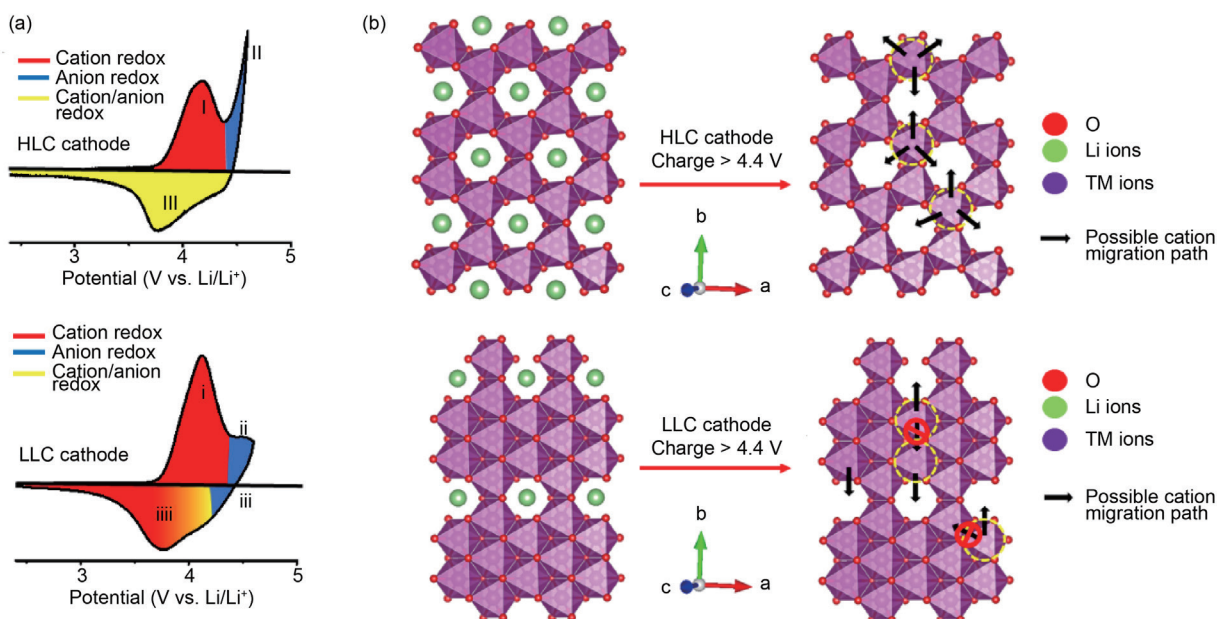 (a)
Cation redox
Anion redox
Cation/anion
redox
HLC cathode
I
II
III
3
4
5
Potential (V vs. Li/Li⁺)
Cation redox
Anion redox
Cation/anion
redox
LLC cathode
i
ii
iii
iiii
3
4
5
Potential (V vs. Li/Li⁺)
(b)
HLC cathode
Charge > 4.4 V
b
c
a
O
Li ions
TM ions
Possible cation
migration path
LLC cathode
Charge > 4.4 V
b
c
a
O
Li ions
TM ions
Possible cation
migration path